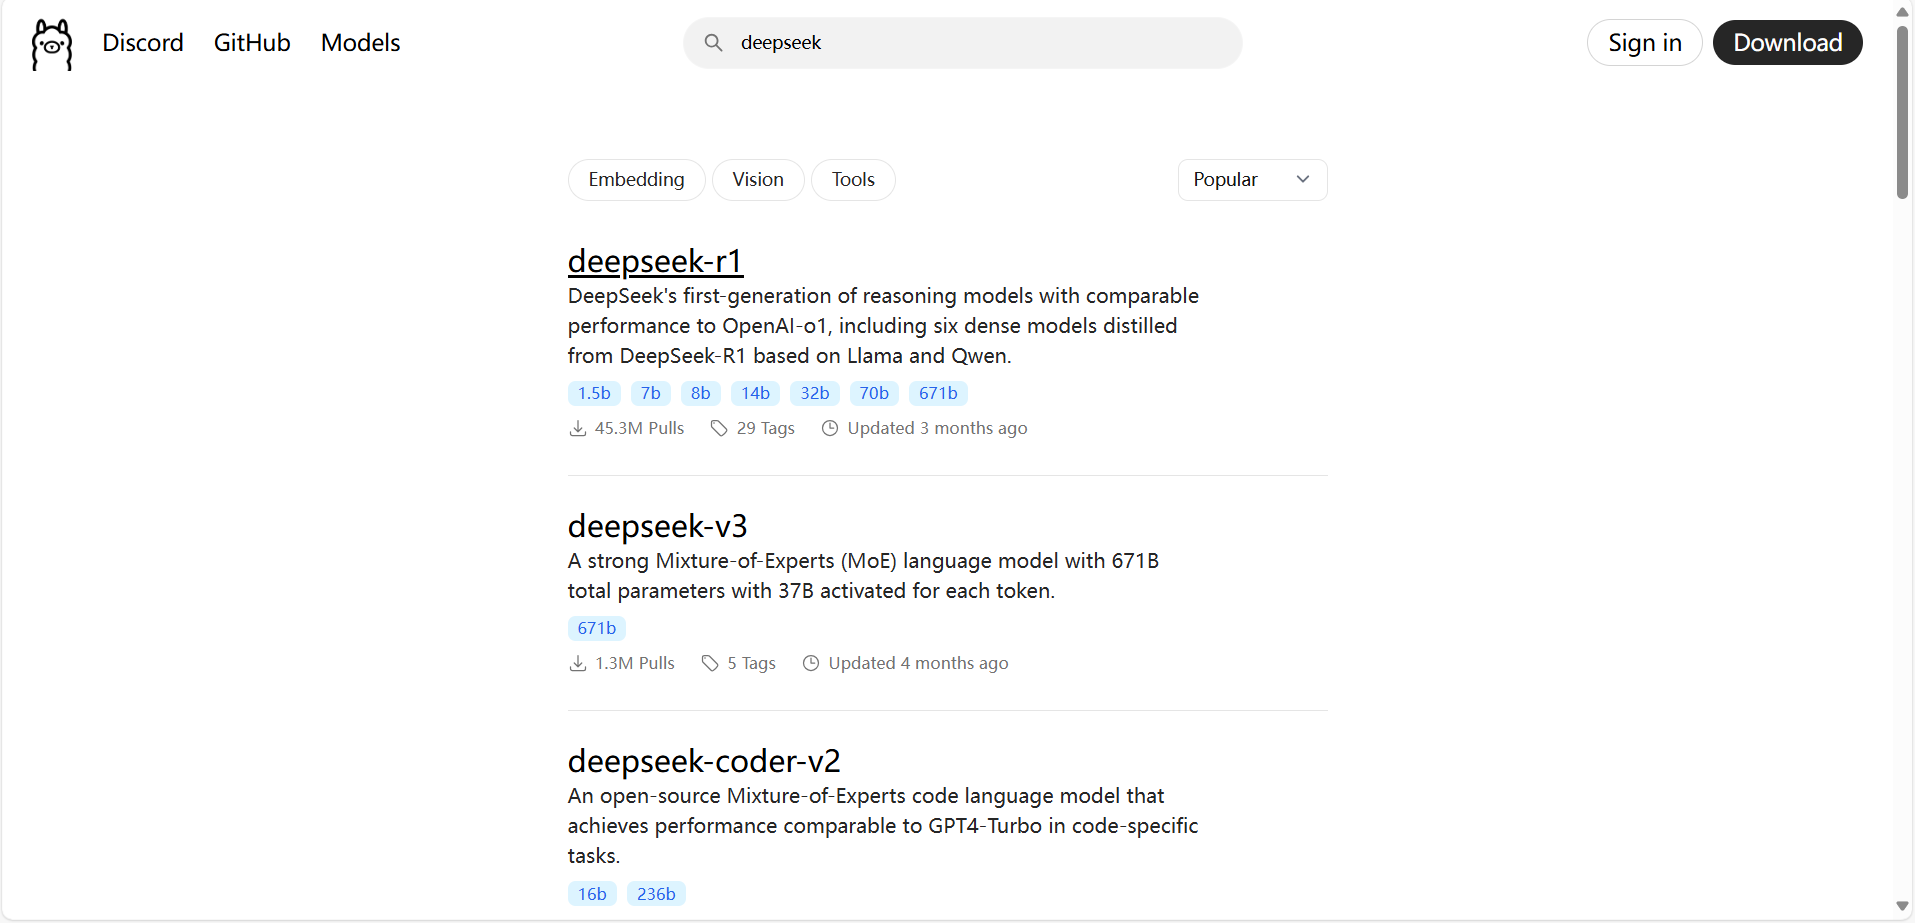 Discord GitHub Models deepseek Sign in Download
Embedding Vision Tools Popular
deepseek-r1
DeepSeek's first-generation of reasoning models with comparable
performance to OpenAI-o1, including six dense models distilled
from DeepSeek-R1 based on Llama and Qwen.
1.5b 7b 8b 14b 32b 70b 671b
45.3M Pulls 29 Tags Updated 3 months ago
deepseek-v3
A strong Mixture-of-Experts (MoE) language model with 671B
total parameters with 37B activated for each token.
671b
1.3M Pulls 5 Tags Updated 4 months ago
deepseek-coder-v2
An open-source Mixture-of-Experts code language model that
achieves performance comparable to GPT4-Turbo in code-specific
tasks.
16b 236b